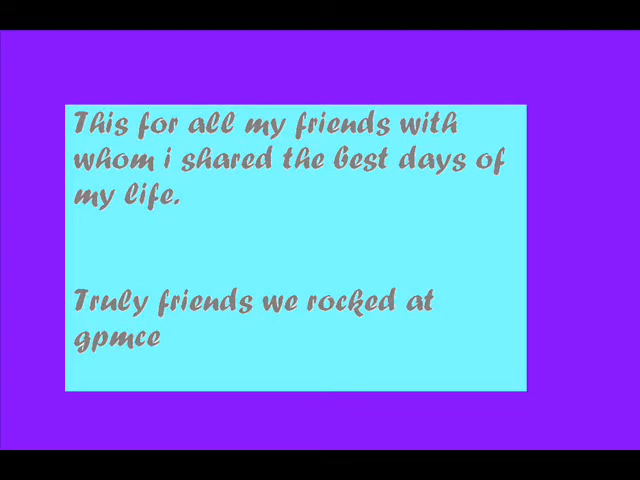 This for all my friends with
whom i shared the best days of
my life.
Truly friends we rocked at
gpmce